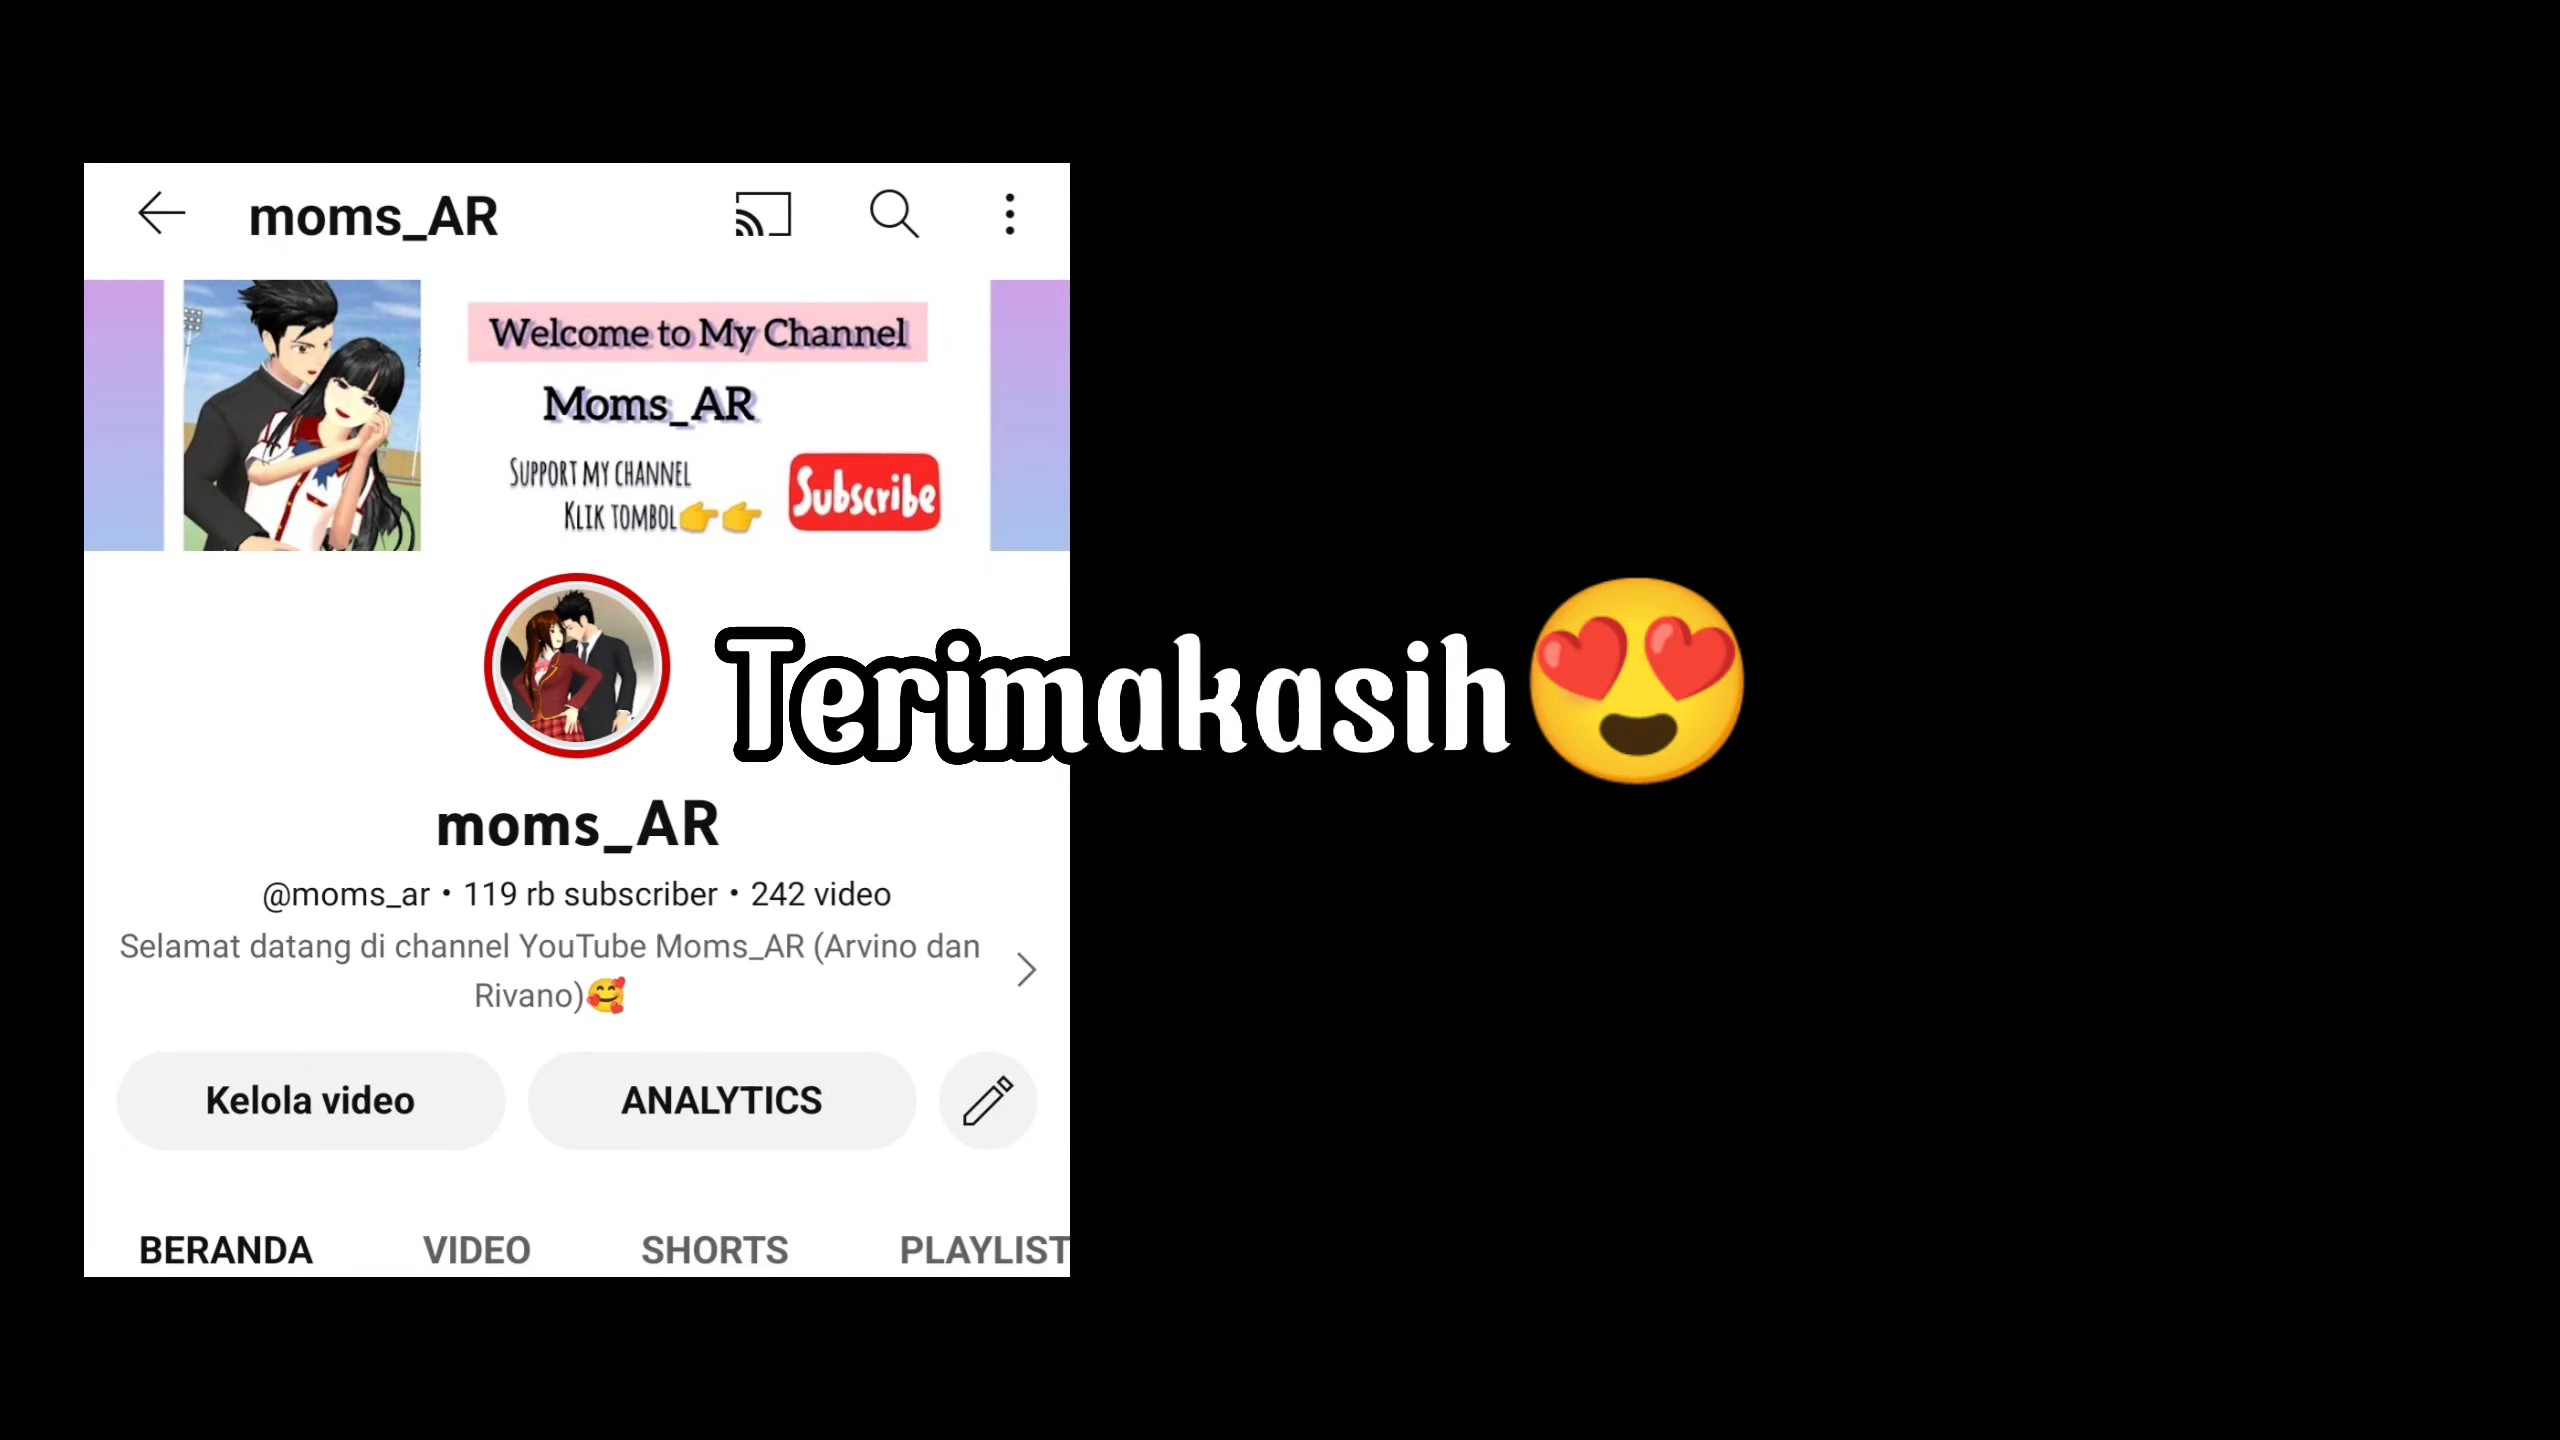 moms_AR
Welcome to My Channel
Moms_AR
SUPPORT MY CHANNEL
KLIK TOMBOL👉👉
Subscribe
Terimakasih😍
moms_AR
@moms_ar • 119 rb subscriber • 242 video
Selamat datang di channel YouTube Moms_AR (Arvino dan
Rivano)🥰
Kelola video
ANALYTICS
BERANDA
VIDEO
SHORTS
PLAYLIST